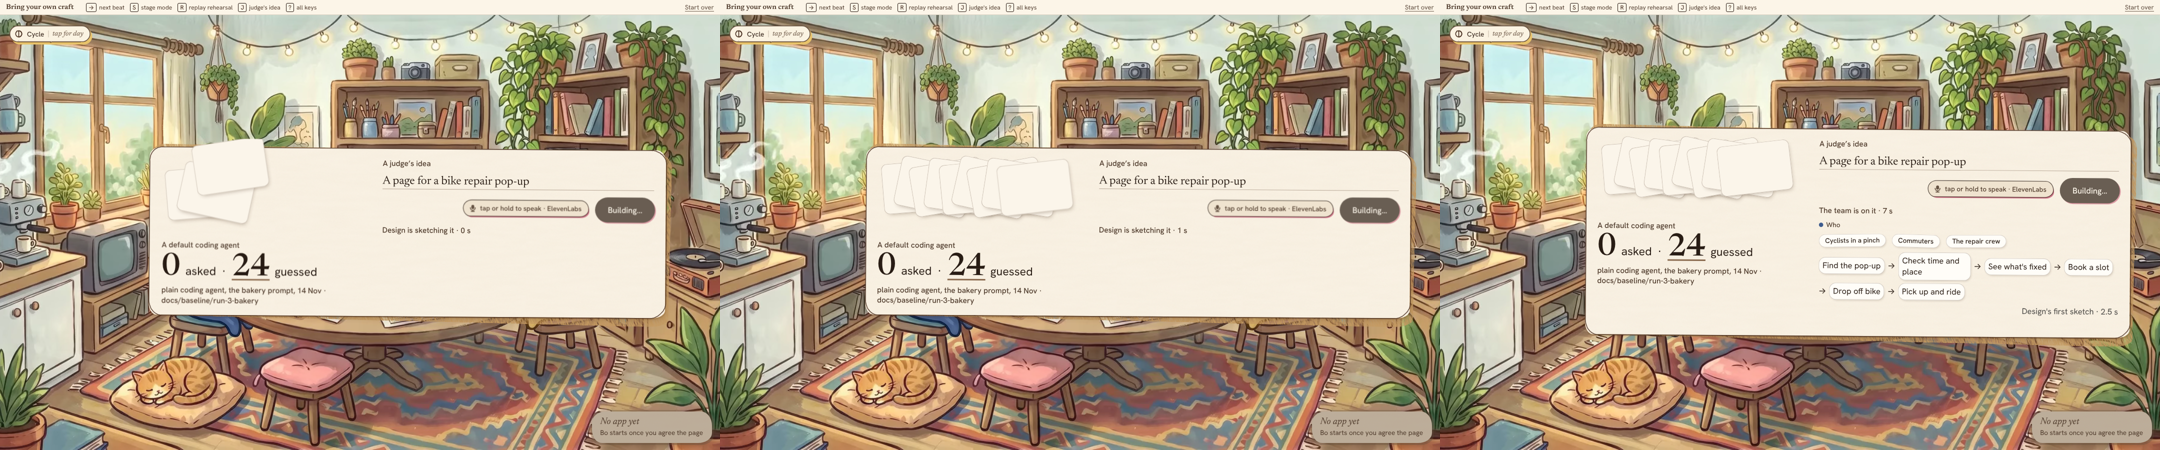 Bring your own craft → next beat S stage mode R replay rehearsal J judge's idea ? all keys Start over
Cycle | tap for day
A judge's idea
A page for a bike repair pop-up
tap or hold to speak · ElevenLabs Building...
Design is sketching it · 0 s
A default coding agent
0 asked · 24 guessed
plain coding agent, the bakery prompt, 14 Nov ·
docs/baseline/run-3-bakery
No app yet
Bo starts once you agree the page
Bring your own craft → next beat S stage mode R replay rehearsal J judge's idea ? all keys Start over
Cycle | tap for day
A judge's idea
A page for a bike repair pop-up
tap or hold to speak · ElevenLabs Building...
Design is sketching it · 1 s
A default coding agent
0 asked · 24 guessed
plain coding agent, the bakery prompt, 14 Nov ·
docs/baseline/run-3-bakery
No app yet
Bo starts once you agree the page
Bring your own craft → next beat S stage mode R replay rehearsal J judge's idea ? all keys Start over
Cycle | tap for day
A judge's idea
A page for a bike repair pop-up
tap or hold to speak · ElevenLabs Building...
The team is on it · 7 s
Who
Cyclists in a pinch Commuters The repair crew
Find the pop-up → Check time and place → See what's fixed → Book a slot
→ Drop off bike → Pick up and ride
Design's first sketch · 2.5 s
A default coding agent
0 asked · 24 guessed
plain coding agent, the bakery prompt, 14 Nov ·
docs/baseline/run-3-bakery
No app yet
Bo starts once you agree the page